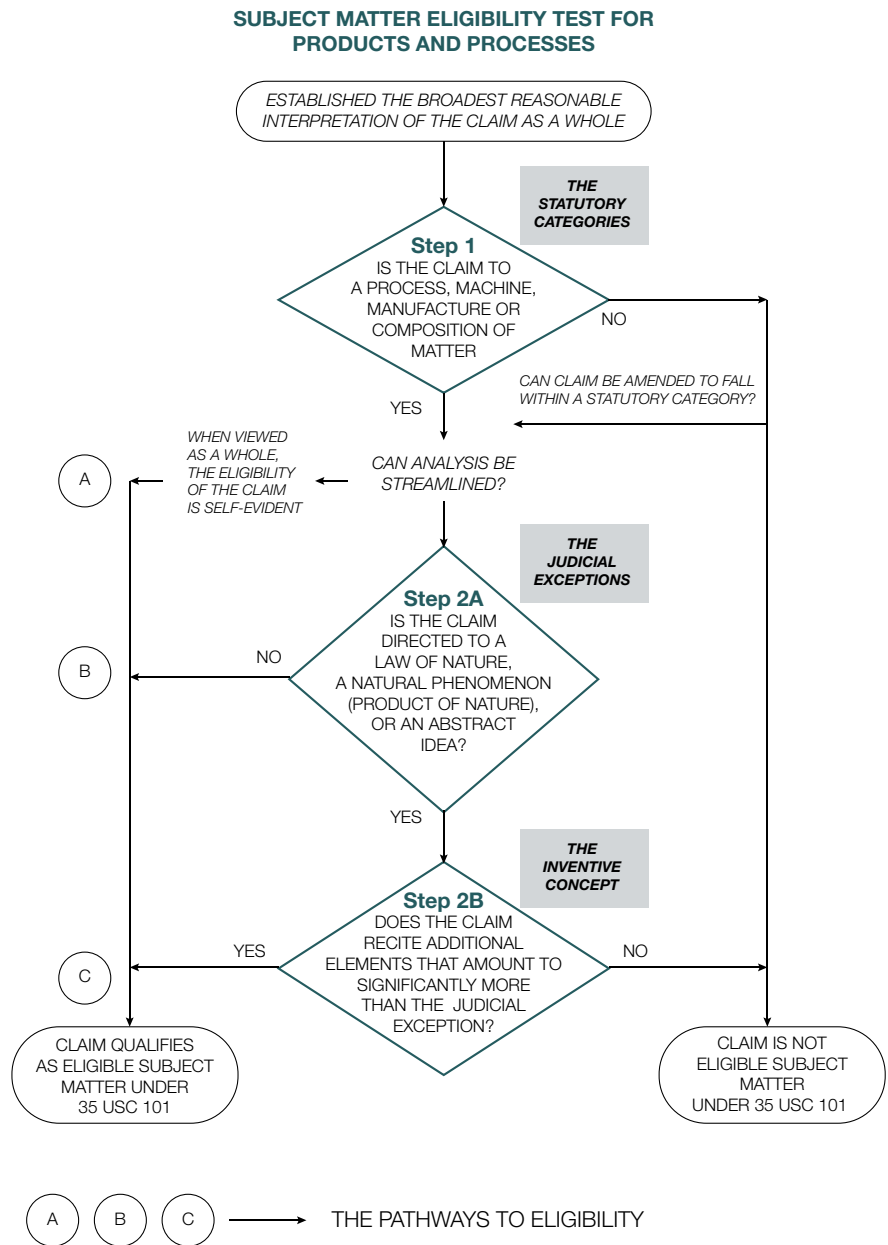 SUBJECT MATTER ELIGIBILITY TEST FOR
PRODUCTS AND PROCESSES
ESTABLISHED THE BROADEST REASONABLE
INTERPRETATION OF THE CLAIM AS A WHOLE
THE
STATUTORY
CATEGORIES
Step 1
IS THE CLAIM TO
A PROCESS, MACHINE,
MANUFACTURE OR
COMPOSITION OF
MATTER
NO
CAN CLAIM BE AMENDED TO FALL
WITHIN A STATUTORY CATEGORY?
YES
CAN ANALYSIS BE
STREAMLINED?
WHEN VIEWED
AS A WHOLE,
THE ELIGIBILITY
OF THE CLAIM
IS SELF-EVIDENT
A
THE
JUDICIAL
EXCEPTIONS
Step 2A
IS THE CLAIM
DIRECTED TO A
LAW OF NATURE,
A NATURAL PHENOMENON
(PRODUCT OF NATURE),
OR AN ABSTRACT
IDEA?
NO
B
YES
THE
INVENTIVE
CONCEPT
Step 2B
DOES THE CLAIM
RECITE ADDITIONAL
ELEMENTS THAT AMOUNT TO
SIGNIFICANTLY MORE
THAN THE JUDICIAL
EXCEPTION?
YES
NO
C
CLAIM QUALIFIES
AS ELIGIBLE SUBJECT
MATTER UNDER
35 USC 101
CLAIM IS NOT
ELIGIBLE SUBJECT
MATTER
UNDER 35 USC 101
A B C THE PATHWAYS TO ELIGIBILITY